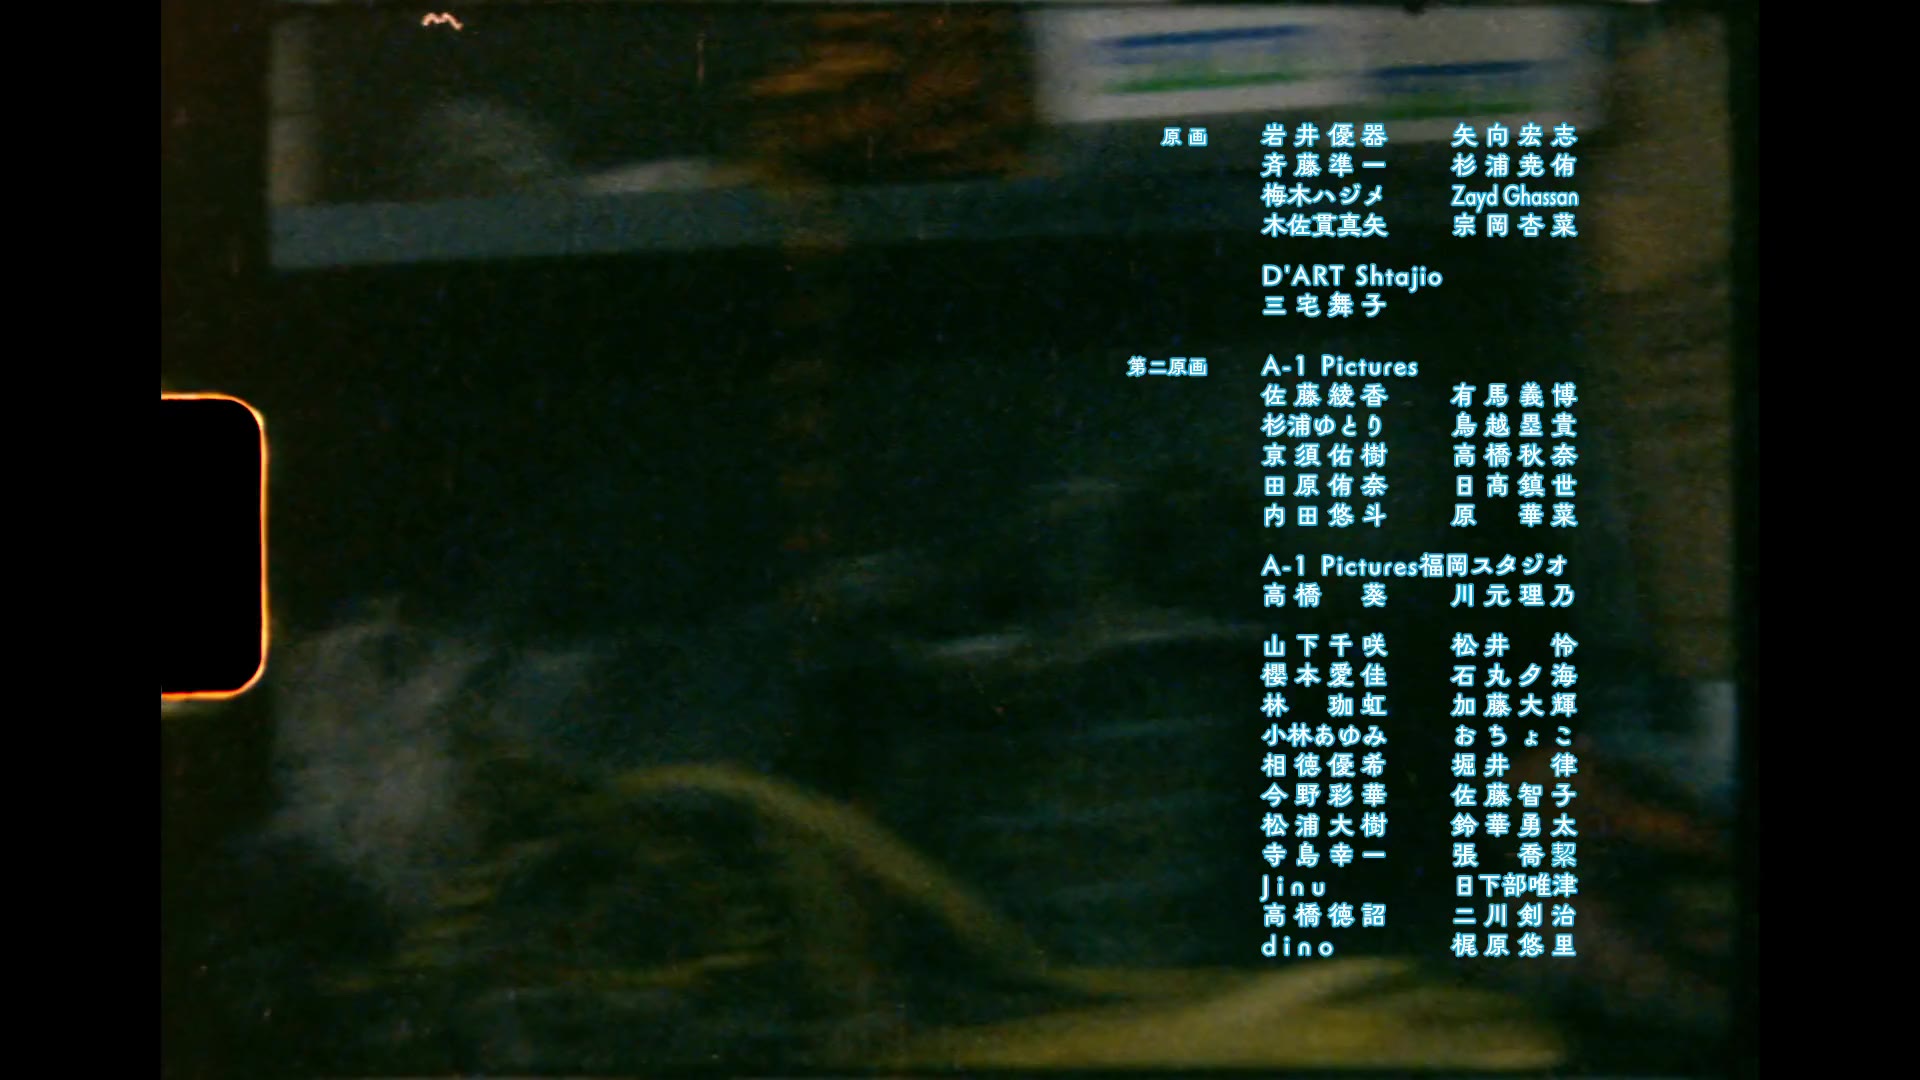 原画 岩井優器 矢向宏志
斉藤準一 杉浦尭侑
梅木ハジメ Zayd Ghassan
木佐貫真矢 宗岡杏菜
D'ART Shtajio
三宅舞子
第二原画 A-1 Pictures
佐藤綾香 有馬義博
杉浦ゆとり 鳥越塁貴
京須佑樹 高橋秋奈
田原侑奈 日髙鎮世
内田悠斗 原 華菜
A-1 Pictures福岡スタジオ
高橋 葵 川元理乃
山下千咲 松井 怜
櫻本愛佳 石丸夕海
林 珈虹 加藤大輝
小林あゆみ おちょこ
相徳優希 堀井 律
今野彩華 佐藤智子
松浦大樹 鈴華勇太
寺島幸一 張 喬絜
Jinu 日下部唯津
高橋徳詔 二川剣治
dino 梶原悠里